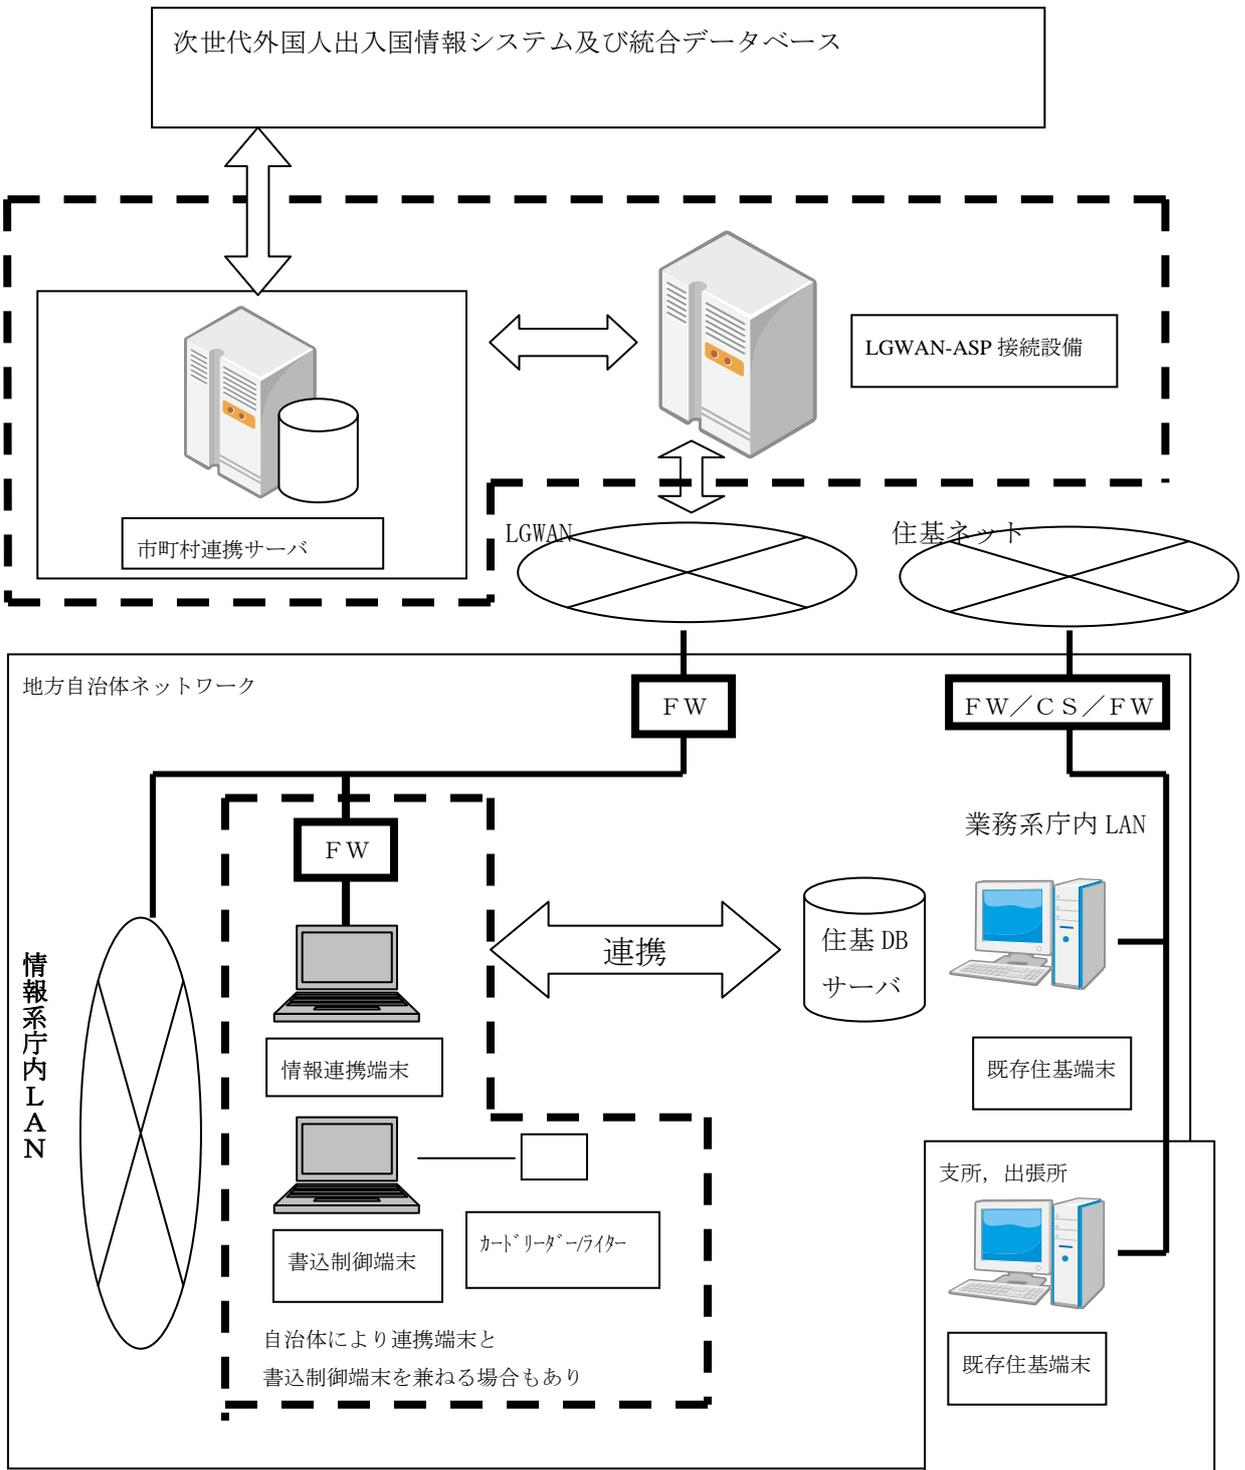 次世代外国人出入国情報システム及び統合データベース
LGWAN-ASP 接続設備
市町村連携サーバ
LGWAN
住基ネット
地方自治体ネットワーク
ＦＷ
ＦＷ／ＣＳ／ＦＷ
業務系庁内 LAN
ＦＷ
連携
住基 DB
サーバ
情報系庁内ＬＡＮ
情報連携端末
既存住基端末
支所，出張所
ｶｰﾄﾞﾘｰﾀﾞｰ/ﾗｲﾀｰ
書込制御端末
自治体により連携端末と
書込制御端末を兼ねる場合もあり
既存住基端末